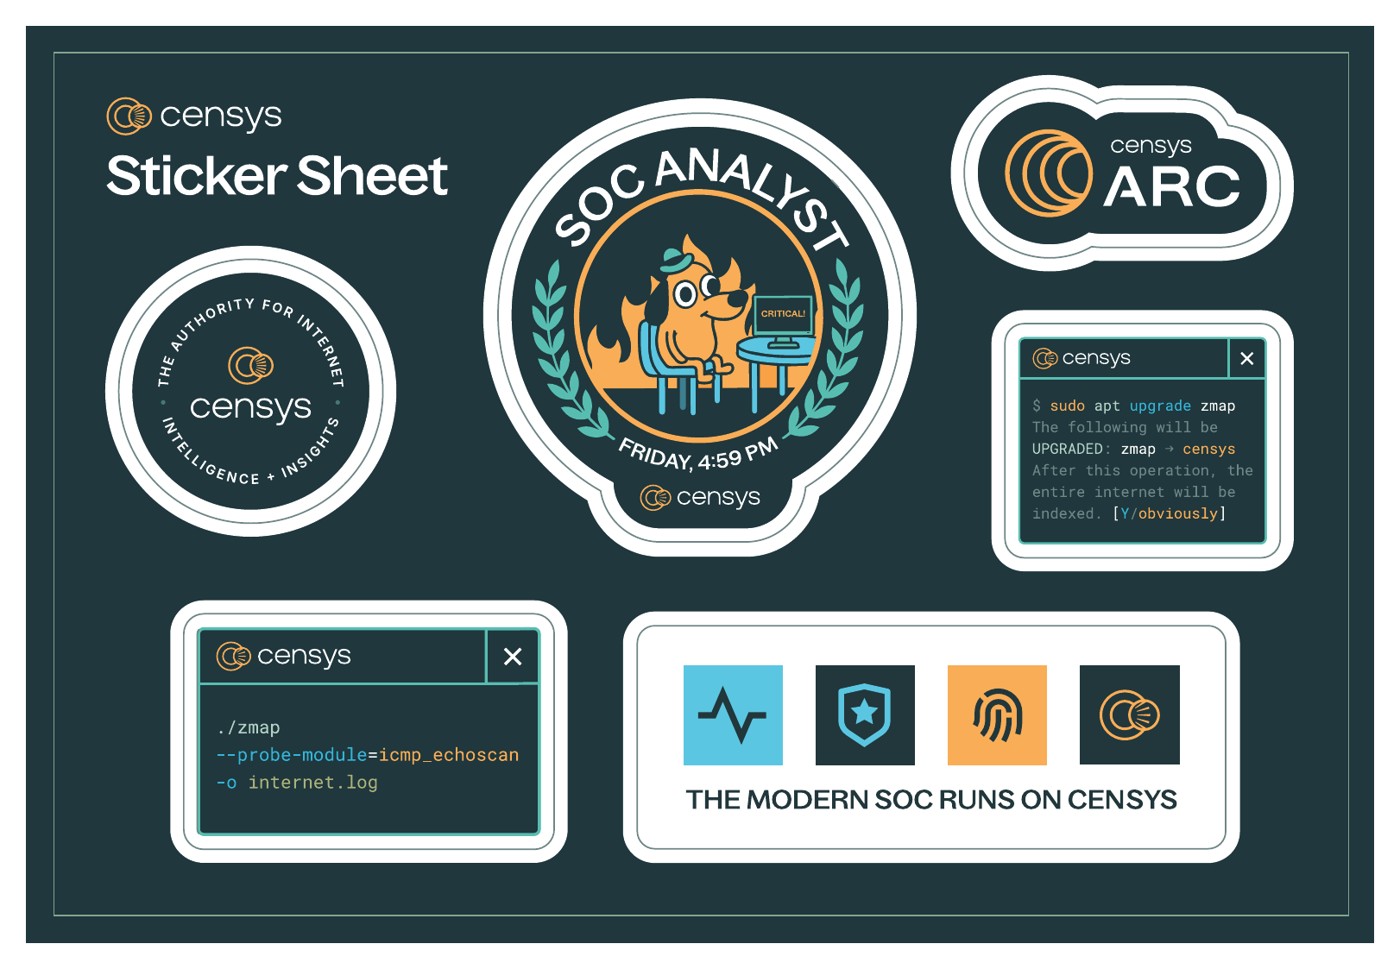 censys
Sticker Sheet
THE AUTHORITY FOR INTERNET
censys
INTELLIGENCE + INSIGHTS
SOC ANALYST
CRITICAL!
FRIDAY, 4:59 PM
censys
censys
ARC
censys
$ sudo apt upgrade zmap
The following will be
UPGRADED: zmap → censys
After this operation, the
entire internet will be
indexed. [Y/obviously]
censys
./zmap
--probe-module=icmp_echoscan
-o internet.log
THE MODERN SOC RUNS ON CENSYS